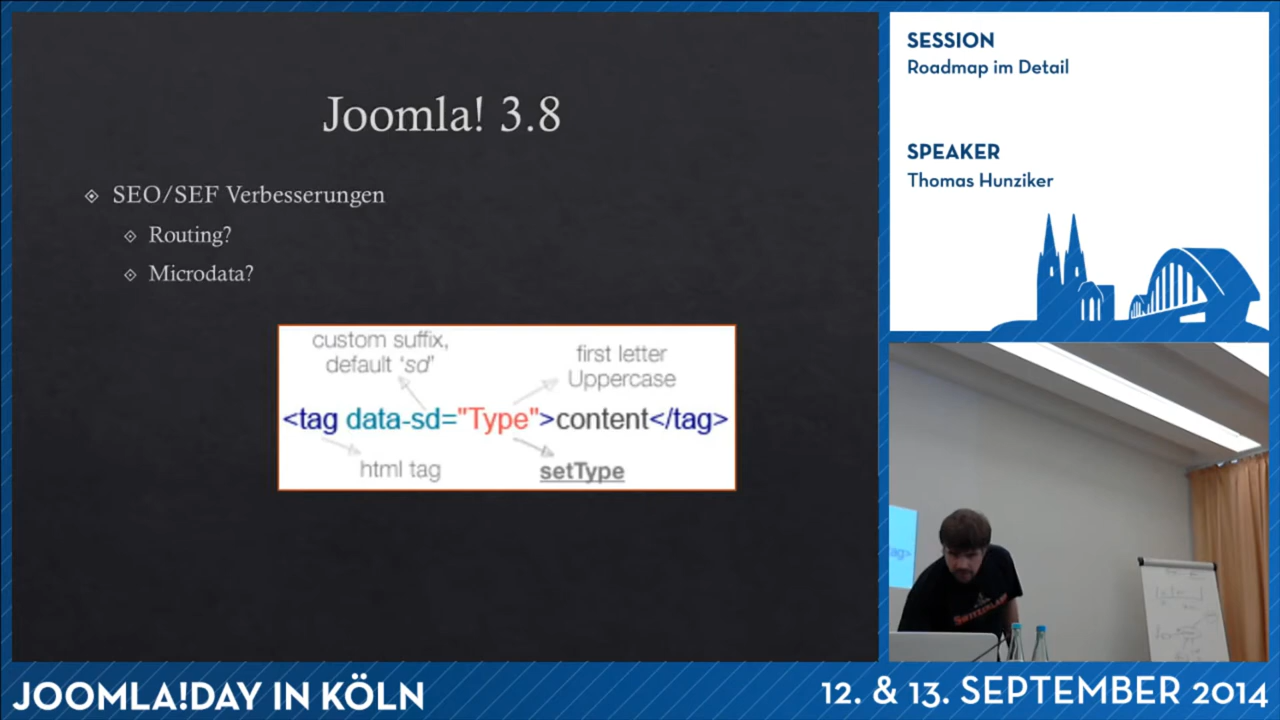 Joomla! 3.8
SEO/SEF Verbesserungen
Routing?
Microdata?
custom suffix,
default 'sd'
first letter
Uppercase
<tag data-sd="Type">content</tag>
html tag
setType
SESSION
Roadmap im Detail
SPEAKER
Thomas Hunziker
SWITZERLAND
JOOMLA!DAY IN KÖLN
12. & 13. SEPTEMBER 2014